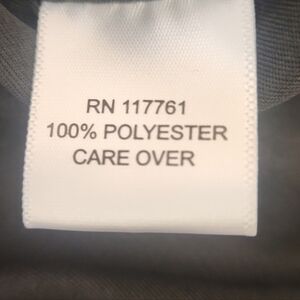 RN 117761
100% POLYESTER
CARE OVER